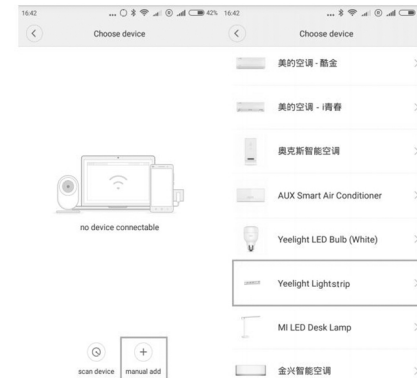 16:42
... 42%
Choose device
no device connectable
scan device
manual add
16:42
...
Choose device
美的空调 - 酷金
美的空调 - i青春
奥克斯智能空调
AUX Smart Air Conditioner
Yeelight LED Bulb (White)
Yeelight Lightstrip
MI LED Desk Lamp
金兴智能空调